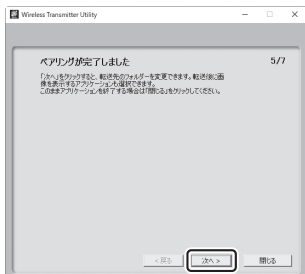 Wireless Transmitter Utility
ペアリングが完了しました 5/7
「次へ」をクリックすると、転送先のフォルダーを変更できます。転送後に画
像を表示するアプリケーションも選択できます。
このままアプリケーションを終了する場合は「閉じる」をクリックしてください。
< 戻る 次へ > 閉じる